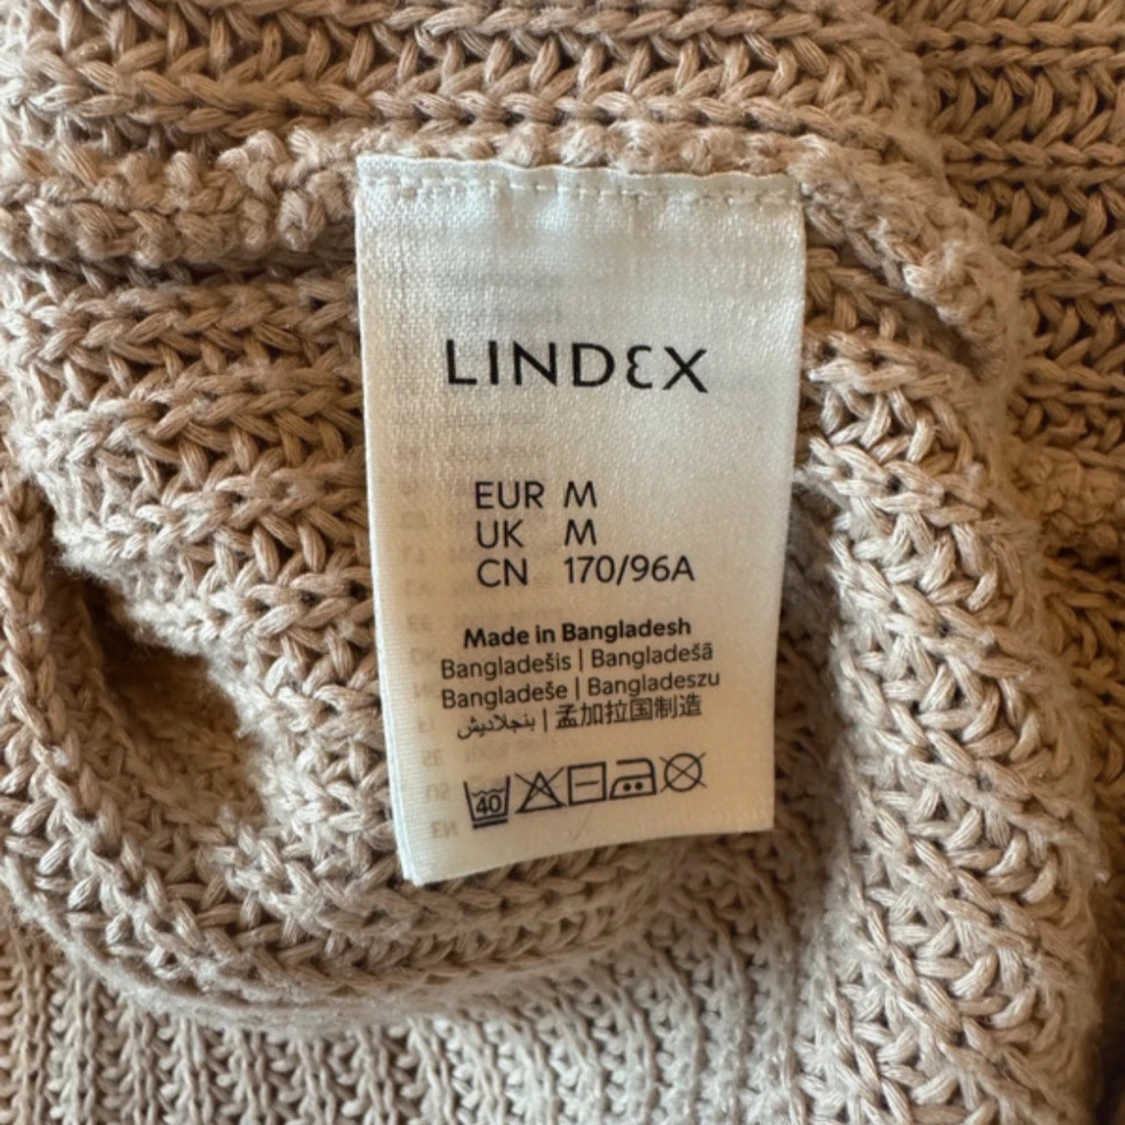 LINDEX
EUR M
UK M
CN 170/96A
Made in Bangladesh
Bangladešis | Bangladešā
Bangladeše | Bangladeszu
بنجلاديش | 孟加拉国制造
40